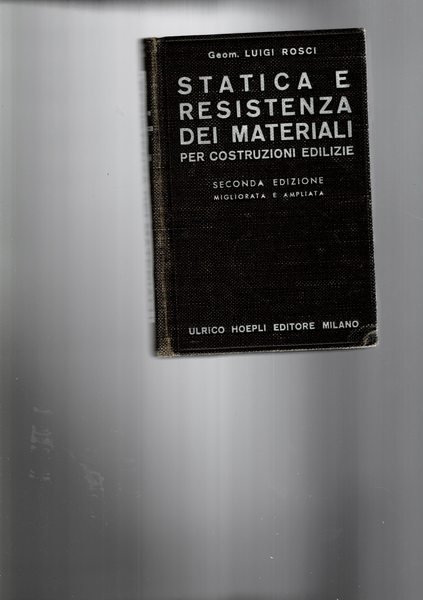 Geom. LUIGI ROSCI
STATICA E
RESISTENZA
DEI MATERIALI
PER COSTRUZIONI EDILIZIE
SECONDA EDIZIONE
MIGLIORATA E AMPLIATA
ULRICO HOEPLI EDITORE MILANO